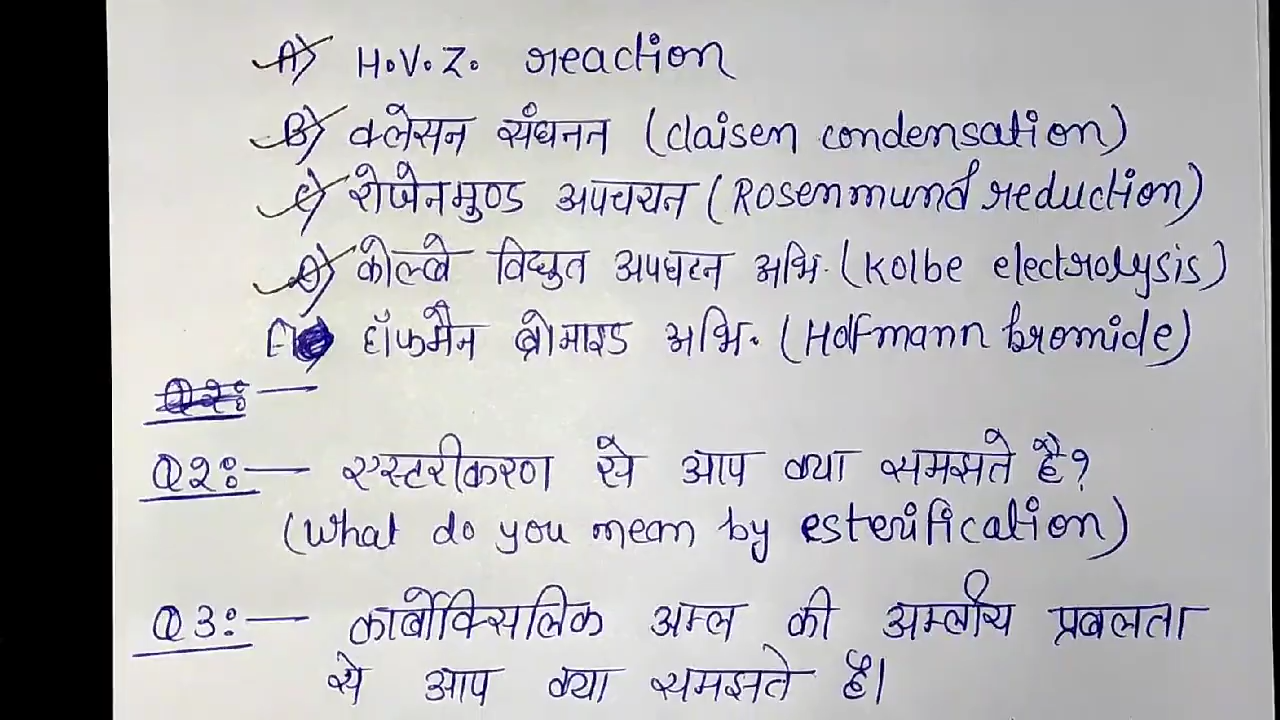 A) H.V.Z. reaction
B) क्लेसन संघनन (Claisen condensation)
C) रोजेनमुण्ड अपचयन (Rosenmund reduction)
D) कोल्बे विद्युत अपघटन अभि. (Kolbe electrolysis)
E) हॉफमैन ब्रोमाइड अभि. (Hofmann bromide)
Q2:— एस्टरीकरण से आप क्या समझते है?
(What do you mean by esterification)
Q3:— कार्बोक्सिलिक अम्ल की अम्लीय प्रबलता
से आप क्या समझते है।